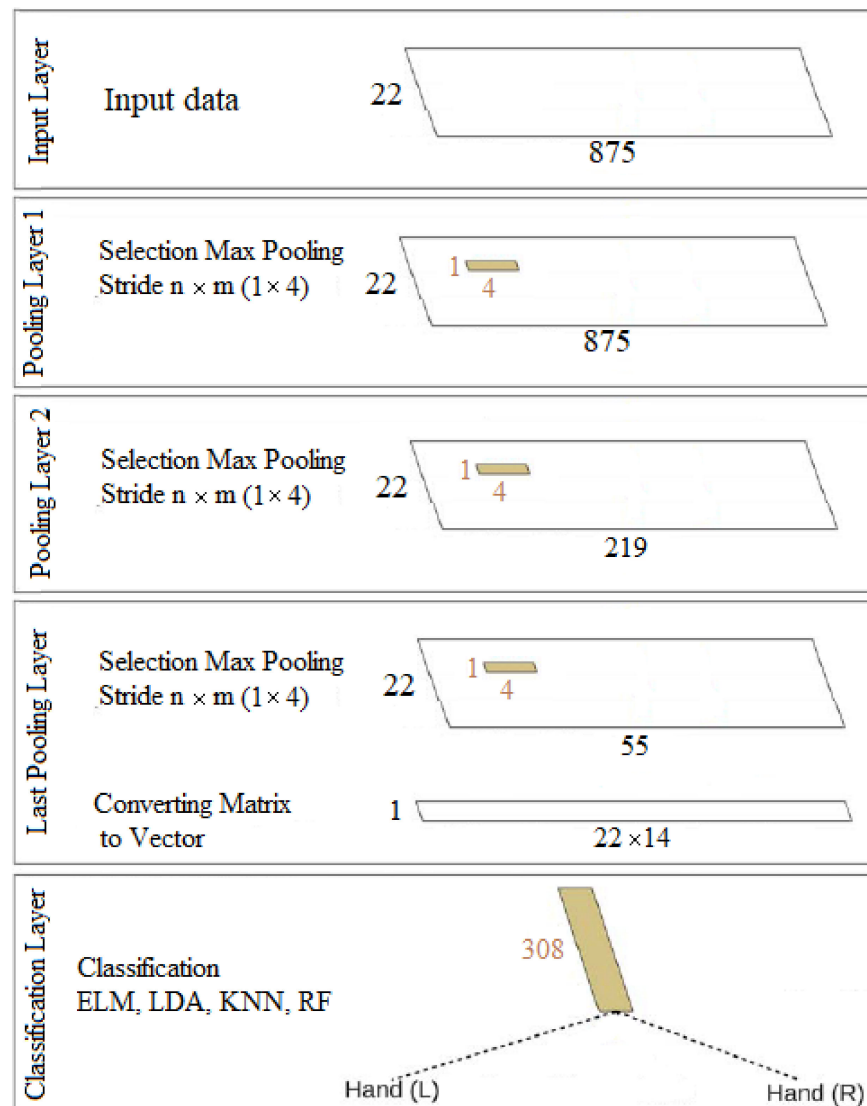 Input Layer
Input data
22
875
Pooling Layer 1
Selection Max Pooling
Stride n × m (1× 4)
22
1
4
875
Pooling Layer 2
Selection Max Pooling
Stride n × m (1× 4)
22
1
4
219
Last Pooling Layer
Selection Max Pooling
Stride n × m (1× 4)
22
1
4
55
Converting Matrix
to Vector
1
22 ×14
Classification Layer
Classification
ELM, LDA, KNN, RF
308
Hand (L)
Hand (R)